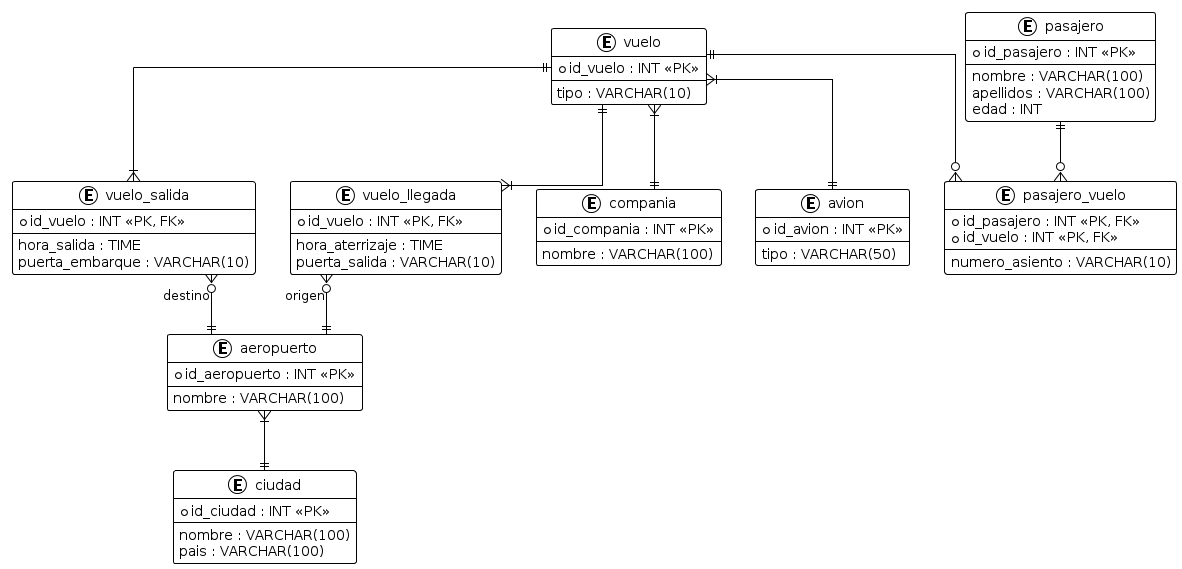 E vuelo
id_vuelo : INT «PK»
tipo : VARCHAR(10)
E pasajero
id_pasajero : INT «PK»
nombre : VARCHAR(100)
apellidos : VARCHAR(100)
edad : INT
E vuelo_salida
id_vuelo : INT «PK, FK»
hora_salida : TIME
puerta_embarque : VARCHAR(10)
E vuelo_llegada
id_vuelo : INT «PK, FK»
hora_aterrizaje : TIME
puerta_salida : VARCHAR(10)
E compania
id_compania : INT «PK»
nombre : VARCHAR(100)
E avion
id_avion : INT «PK»
tipo : VARCHAR(50)
E pasajero_vuelo
id_pasajero : INT «PK, FK»
id_vuelo : INT «PK, FK»
numero_asiento : VARCHAR(10)
destino
origen
E aeropuerto
id_aeropuerto : INT «PK»
nombre : VARCHAR(100)
E ciudad
id_ciudad : INT «PK»
nombre : VARCHAR(100)
pais : VARCHAR(100)